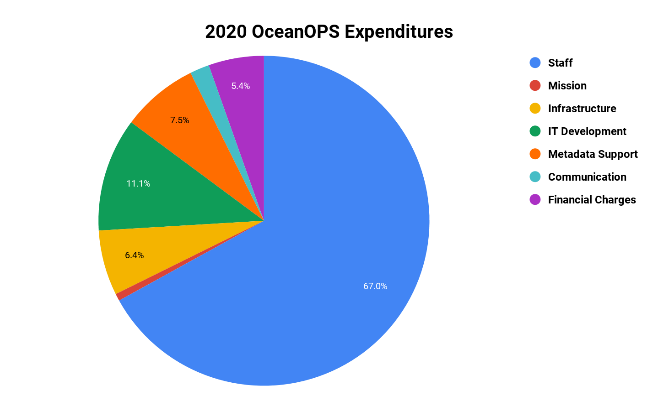 2020 OceanOPS Expenditures
5.4%
7.5%
11.1%
6.4%
67.0%
Staff
Mission
Infrastructure
IT Development
Metadata Support
Communication
Financial Charges